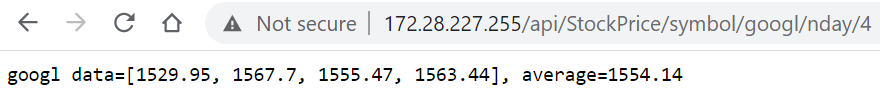 Not secure | 172.28.227.255/api/StockPrice/symbol/googl/nday/4
googl data=[1529.95, 1567.7, 1555.47, 1563.44], average=1554.14